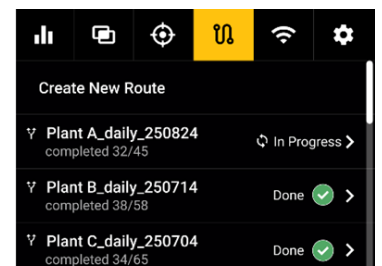 Create New Route
Plant A_daily_250824
completed 32/45
In Progress
Plant B_daily_250714
completed 38/58
Done
Plant C_daily_250704
completed 34/65
Done